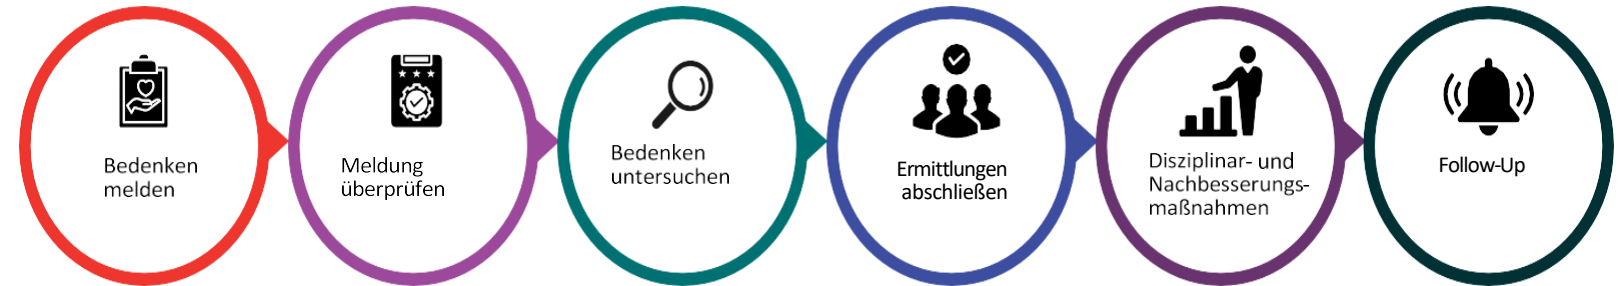 Bedenken
melden
Meldung
überprüfen
Bedenken
untersuchen
Ermittlungen
abschließen
Disziplinar- und
Nachbesserungs-
maßnahmen
Follow-Up